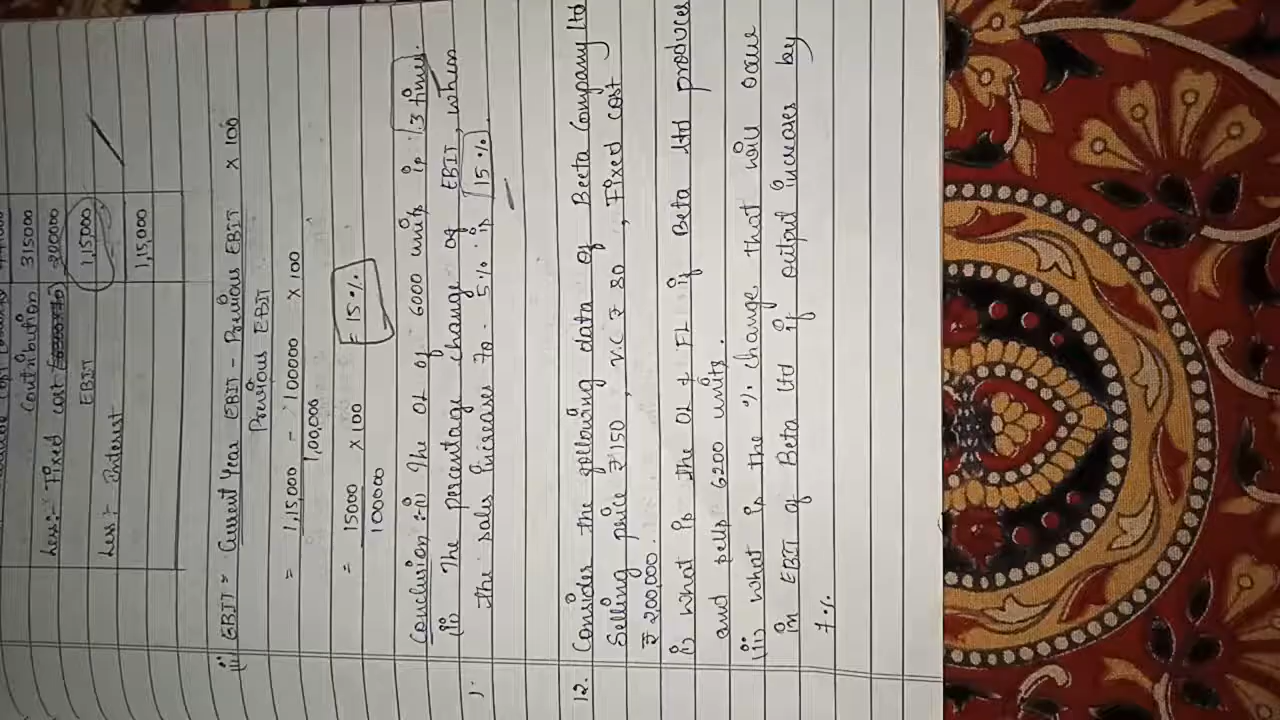 Contribution 315000
Less:- Fixed cost 200000
EBIT 1,15,000
Less:- Interest
1,15,000
(ii) EBIT = Current Year EBIT - Previous EBIT × 100
Previous EBIT
= 1,15,000 - 100000 × 100
1,00,000
= 15000 × 100 = 15%
100000
Conclusion :- (i) The OL of 6000 units is 3 times.
(ii) The percentage change of EBIT, when
the sales increases to 5% is 15%.
12. Consider the following data of Beeta Company Ltd
Selling price ₹ 150, V.C ₹ 80, Fixed cost
₹ 2,00,000.
(i) What is the OL & FL if Beta Ltd produces
and sells 6200 units.
(ii) What is the % change that will occur
in EBIT of Beta Ltd if output increases by
7%